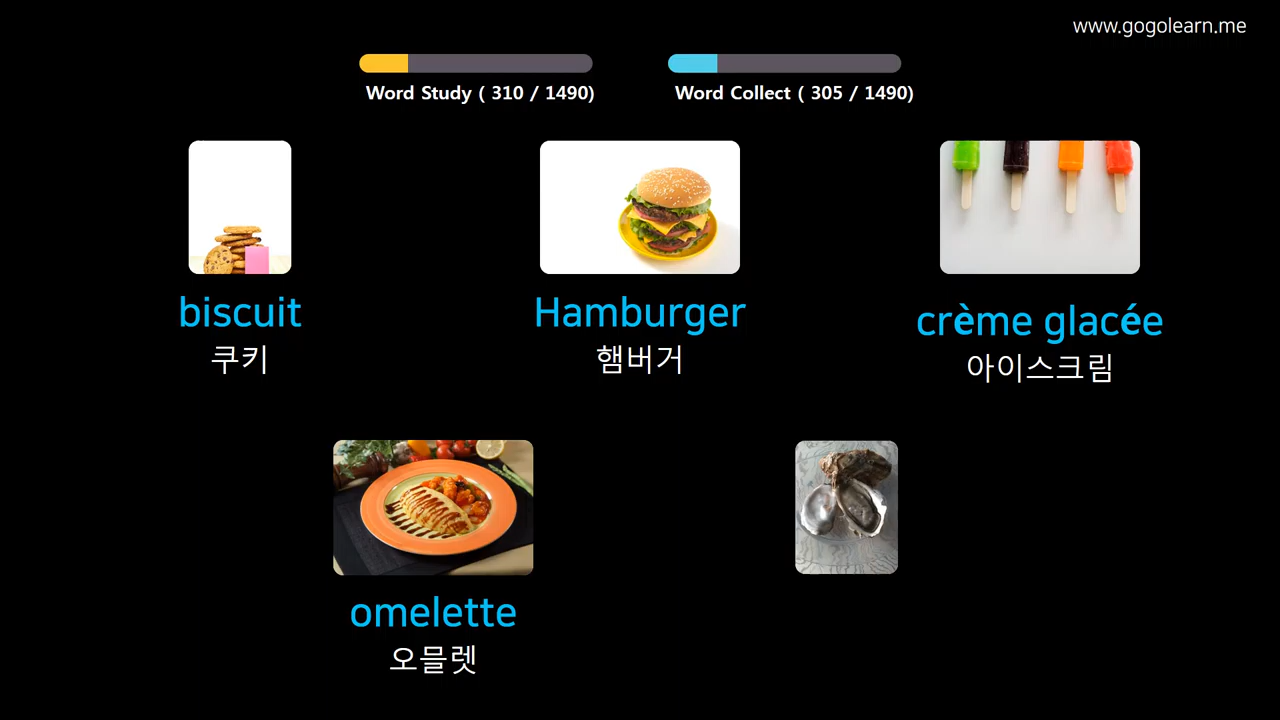 www.gogolearn.me
Word Study ( 310 / 1490)
Word Collect ( 305 / 1490)
biscuit
쿠키
Hamburger
햄버거
crème glacée
아이스크림
omelette
오믈렛